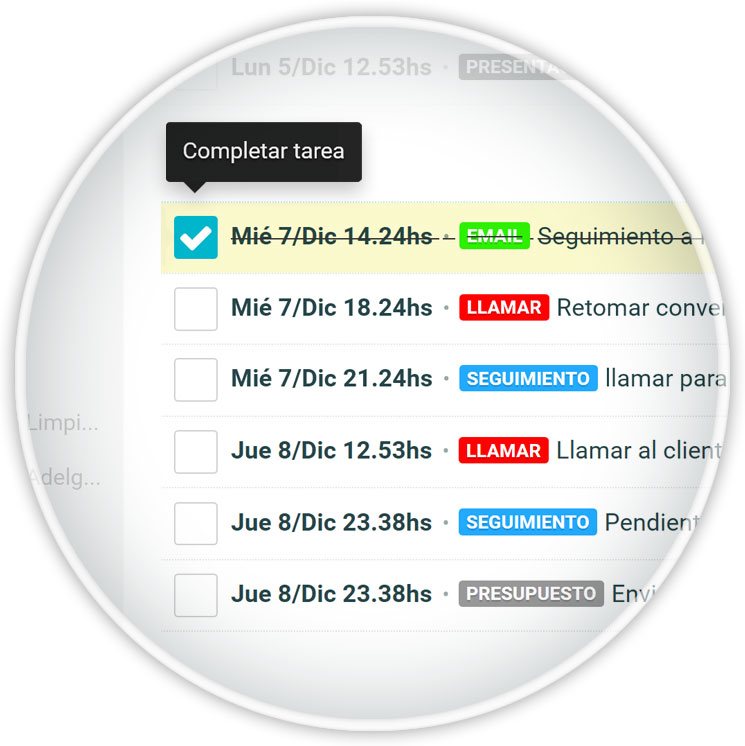 Lun 5/Dic 12.53hs · PRESENTA
Completar tarea
Mié 7/Dic 14.24hs · EMAIL Seguimiento a
Mié 7/Dic 18.24hs · LLAMAR Retomar conver
Mié 7/Dic 21.24hs · SEGUIMIENTO llamar para
Limpi...
Jue 8/Dic 12.53hs · LLAMAR Llamar al client
Adelg...
Jue 8/Dic 23.38hs · SEGUIMIENTO Pendient
Jue 8/Dic 23.38hs · PRESUPUESTO Envi